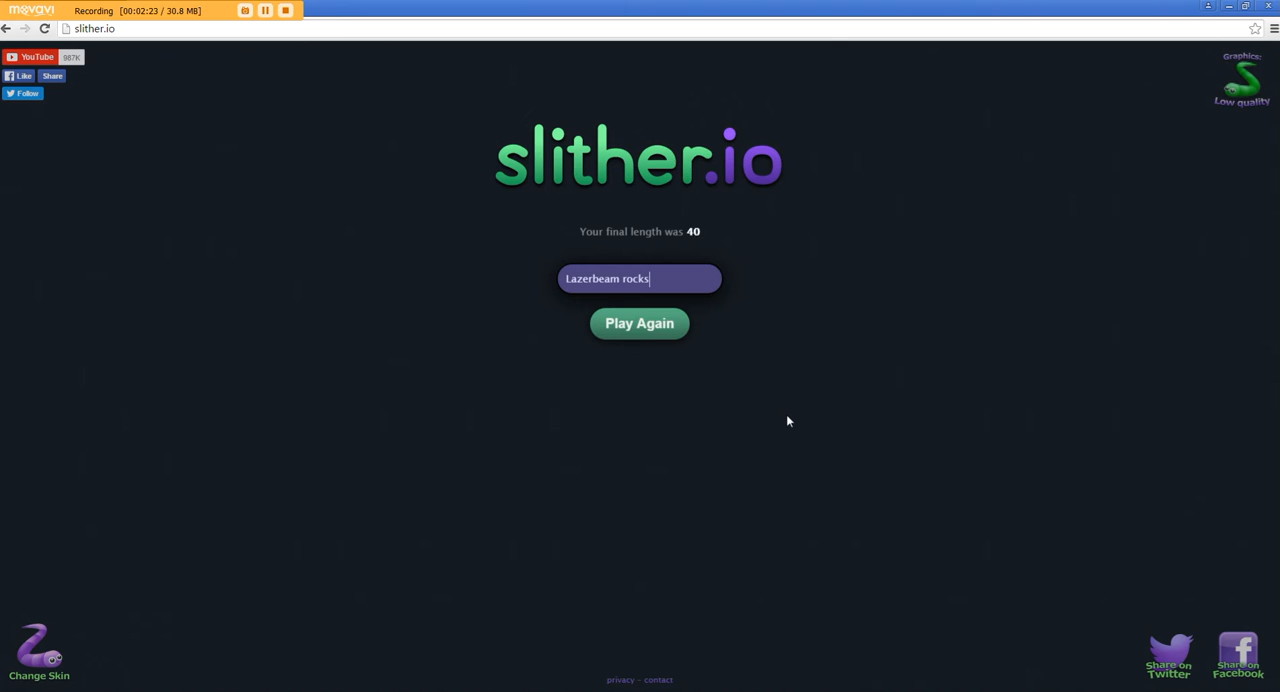 movavi Recording [00:02:23 / 30.8 MB]
slither.io
YouTube 987K
Like Share
Follow
Graphics:
Low quality
slither.io
Your final length was 40
Lazerbeam rocks
Play Again
Change Skin
privacy - contact
Share on
Twitter
Share on
Facebook